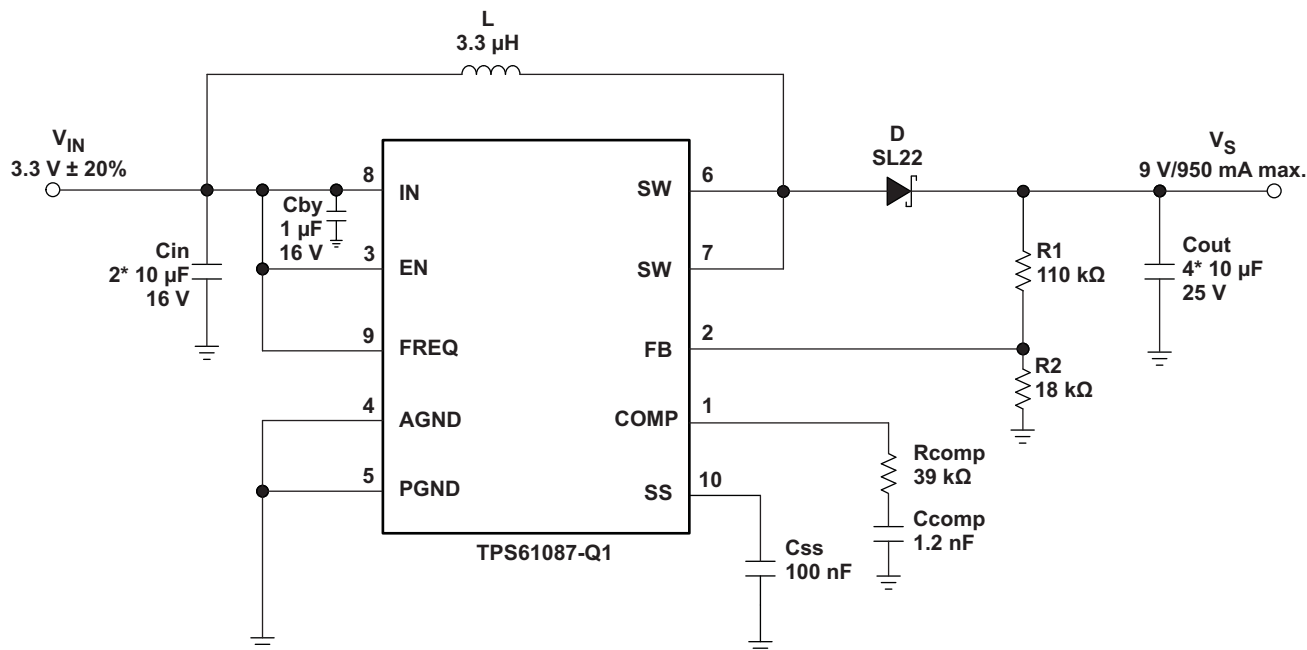 L
3.3 µH
V_IN
3.3 V ± 20%
D
SL22
V_S
9 V/950 mA max.
8
IN
SW
6
Cby
1 µF
16 V
Cin
2* 10 µF
16 V
3
EN
SW
7
R1
110 kΩ
Cout
4* 10 µF
25 V
9
FREQ
FB
2
R2
18 kΩ
4
AGND
COMP
1
Rcomp
39 kΩ
5
PGND
SS
10
Ccomp
1.2 nF
TPS61087-Q1
Css
100 nF